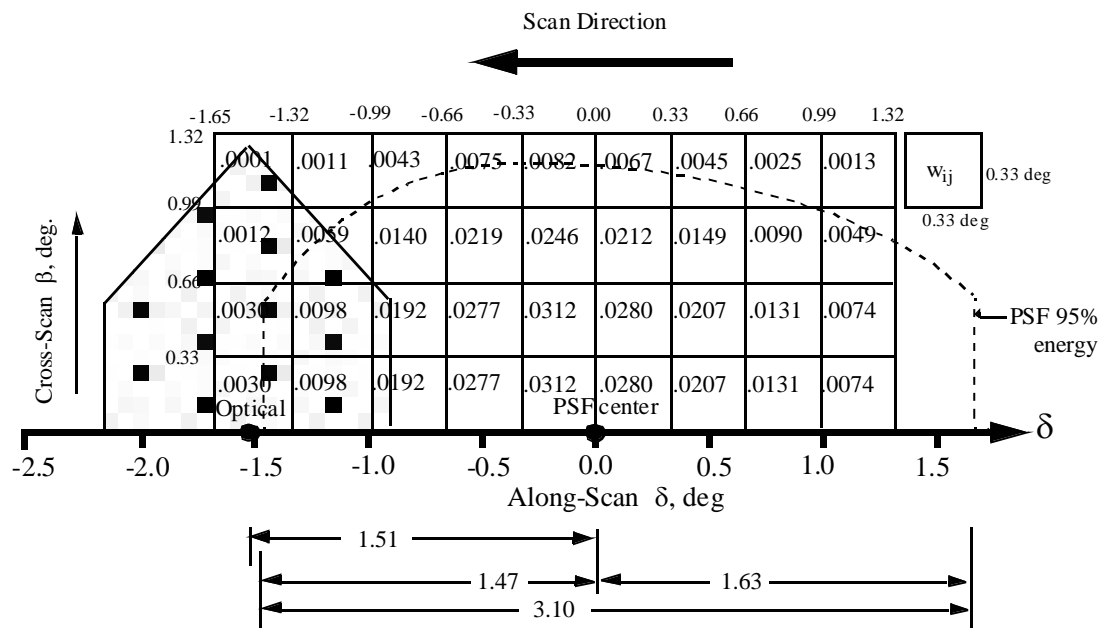 Scan Direction
-1.65 -1.32 -0.99 -0.66 -0.33 0.00 0.33 0.66 0.99 1.32
1.32
.0001 .0011 .0043 .0075 .0082 .0067 .0045 .0025 .0013
wij
0.33 deg
0.33 deg
0.99
.0012 .0059 .0140 .0219 .0246 .0212 .0149 .0090 .0049
0.66
.0030 .0098 .0192 .0277 .0312 .0280 .0207 .0131 .0074
PSF 95%
energy
0.33
.0030 .0098 .0192 .0277 .0312 .0280 .0207 .0131 .0074
Cross-Scan β, deg.
Optical
PSF center
δ
-2.5 -2.0 -1.5 -1.0 -0.5 0.0 0.5 1.0 1.5
Along-Scan δ, deg
1.51
1.47 1.63
3.10